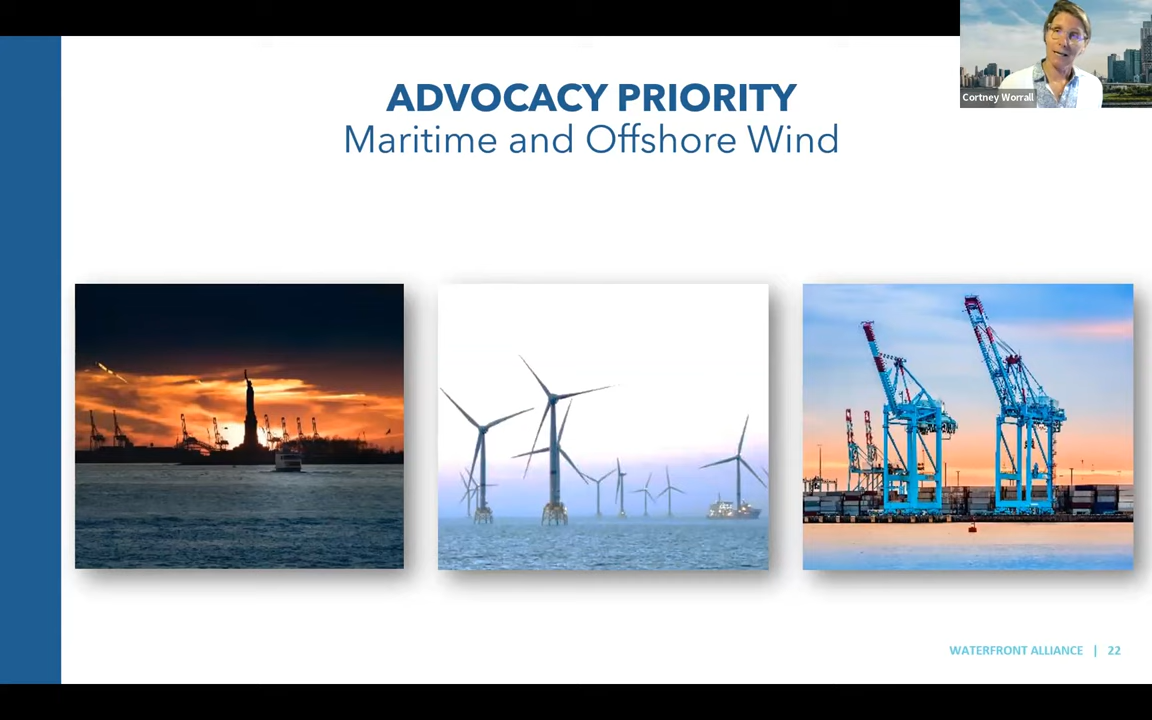 Cortney Worrall
ADVOCACY PRIORITY
Maritime and Offshore Wind
WATERFRONT ALLIANCE | 22